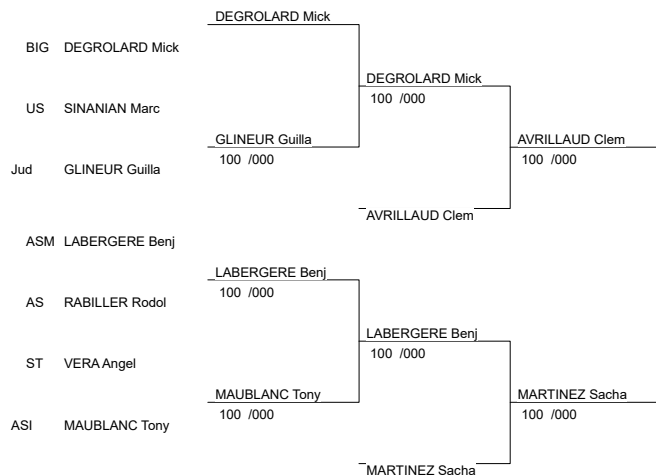 DEGROLARD Mick
BIG DEGROLARD Mick
DEGROLARD Mick
100 /000
US SINANIAN Marc
GLINEUR Guilla
100 /000
AVRILLAUD Clem
100 /000
Jud GLINEUR Guilla
AVRILLAUD Clem
ASM LABERGERE Benj
LABERGERE Benj
100 /000
AS RABILLER Rodol
LABERGERE Benj
100 /000
ST VERA Angel
MAUBLANC Tony
100 /000
MARTINEZ Sacha
100 /000
ASI MAUBLANC Tony
MARTINEZ Sacha